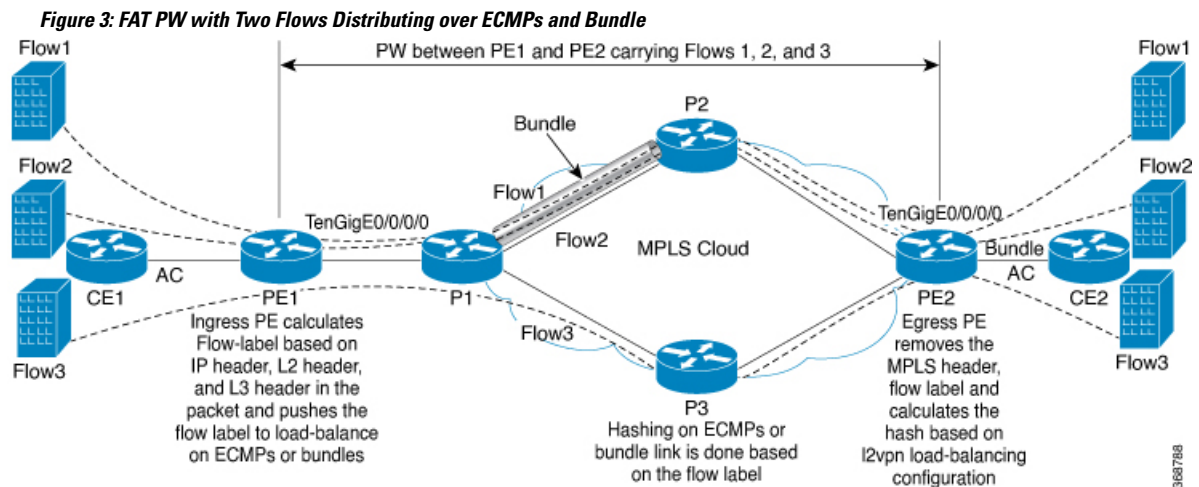 Figure 3: FAT PW with Two Flows Distributing over ECMPs and Bundle
Flow1
PW between PE1 and PE2 carrying Flows 1, 2, and 3
Flow1
P2
Bundle
Flow2
Flow1
Flow2
TenGigE0/0/0/0
TenGigE0/0/0/0
Flow2
MPLS Cloud
Bundle
AC
AC
CE1
PE1
P1
PE2
CE2
Flow3
Flow3
Flow3
Ingress PE calculates
Flow-label based on
IP header, L2 header,
and L3 header in the
packet and pushes the
flow label to load-balance
on ECMPs or bundles
P3
Hashing on ECMPs or
bundle link is done based
on the flow label
Egress PE
removes the
MPLS header,
flow label and
calculates the
hash based on
l2vpn load-balancing
configuration
368788